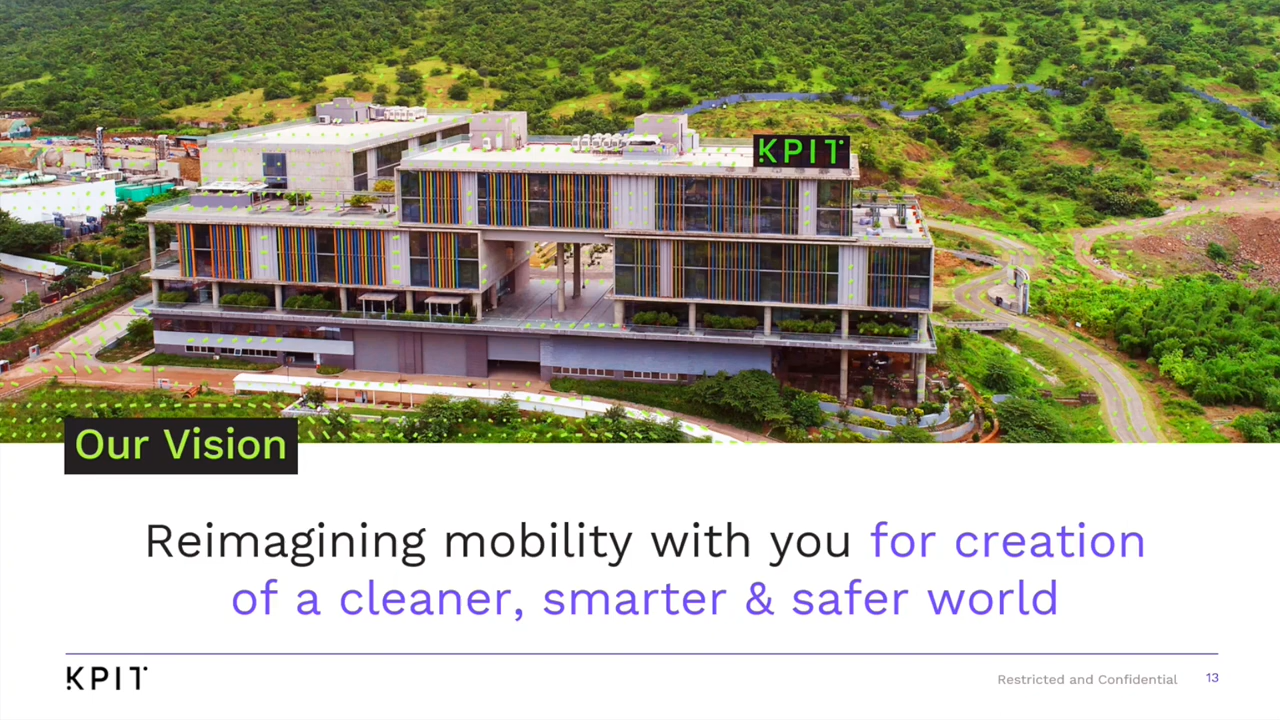 KPIT
Our Vision
Reimagining mobility with you for creation
of a cleaner, smarter & safer world
KPIT
Restricted and Confidential 13